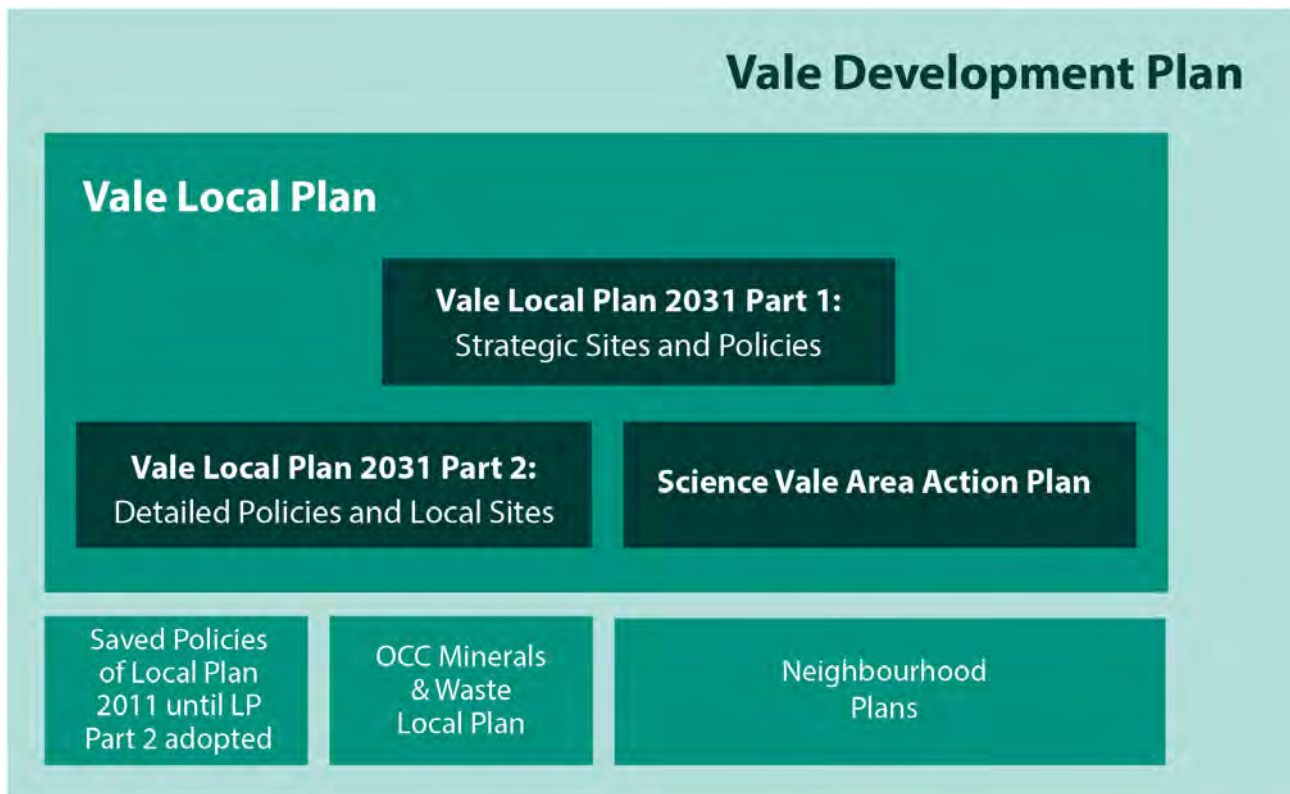 Vale Development Plan
Vale Local Plan
Vale Local Plan 2031 Part 1:
Strategic Sites and Policies
Vale Local Plan 2031 Part 2:
Detailed Policies and Local Sites
Science Vale Area Action Plan
Saved Policies
of Local Plan
2011 until LP
Part 2 adopted
OCC Minerals
& Waste
Local Plan
Neighbourhood
Plans